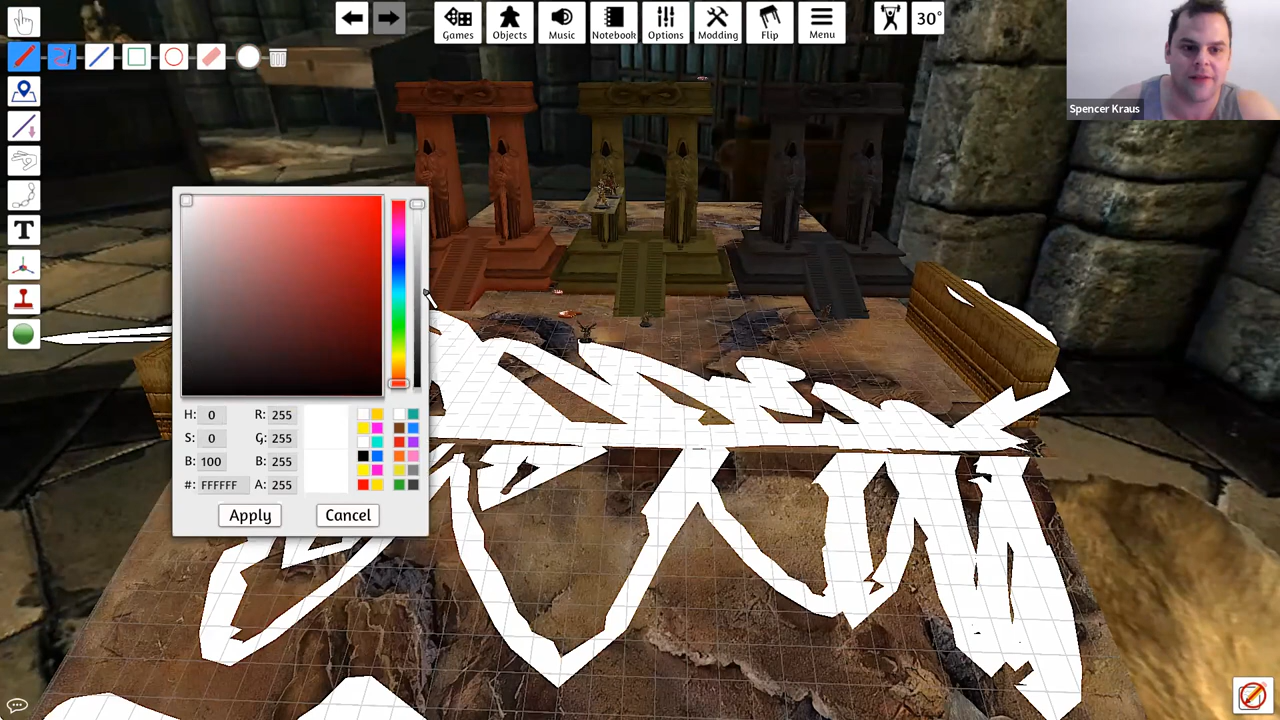 30°
Games Objects Music Notebook Options Modding Flip Menu
Spencer Kraus
T
H: 0 R: 255
S: 0 G: 255
B: 100 B: 255
#: FFFFFF A: 255
Apply Cancel